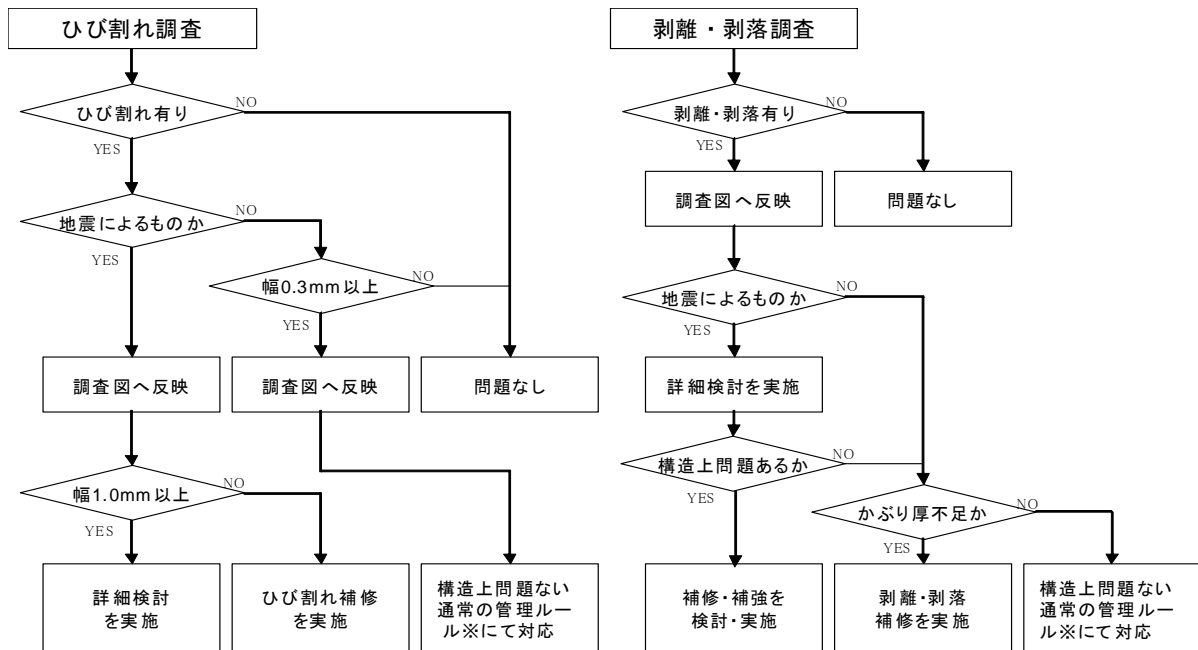 ひび割れ調査
ひび割れ有り
NO
YES
地震によるものか
NO
YES
幅0.3mm以上
NO
YES
調査図へ反映
調査図へ反映
問題なし
幅1.0mm以上
NO
YES
詳細検討
を実施
ひび割れ補修
を実施
構造上問題ない
通常の管理ルー
ル※にて対応
剥離・剥落調査
剥離・剥落有り
NO
YES
調査図へ反映
問題なし
地震によるものか
NO
YES
詳細検討を実施
構造上問題あるか
NO
YES
かぶり厚不足か
NO
YES
補修・補強を
検討・実施
剥離・剥落
補修を実施
構造上問題ない
通常の管理ルー
ル※にて対応